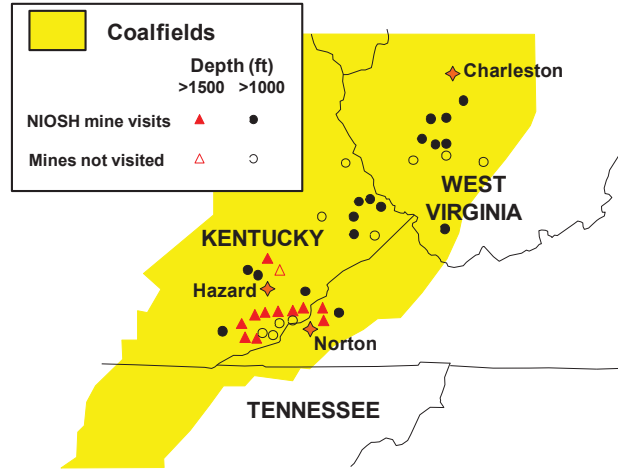 Coalfields
Depth (ft)
>1500 >1000
NIOSH mine visits
Mines not visited
Charleston
WEST
VIRGINIA
KENTUCKY
Hazard
Norton
TENNESSEE